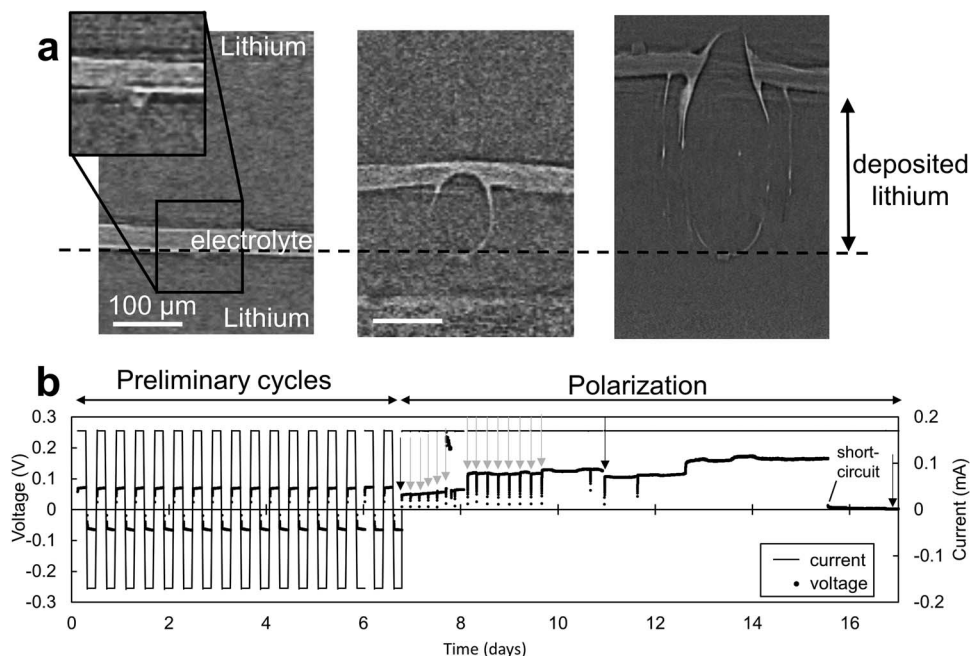 a
Lithium
electrolyte
100 µm
Lithium
deposited
lithium
b
Preliminary cycles
Polarization
0.3
0.2
0.1
0
-0.1
-0.2
-0.3
Voltage (V)
0.2
0.1
0
-0.1
-0.2
Current (mA)
short-
circuit
current
voltage
0 2 4 6 8 10 12 14 16
Time (days)